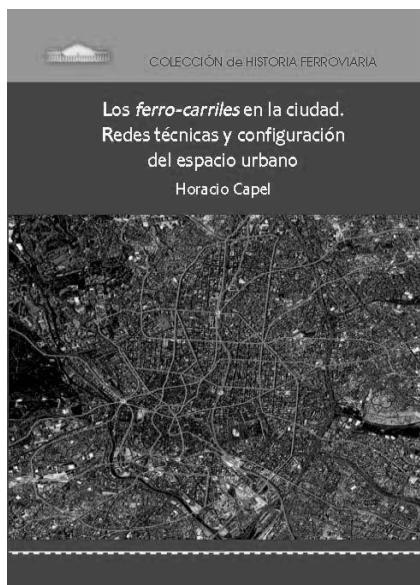 COLECCIÓN de HISTORIA FERROVIARIA
Los ferro-carriles en la ciudad.
Redes técnicas y configuración
del espacio urbano
Horacio Capel